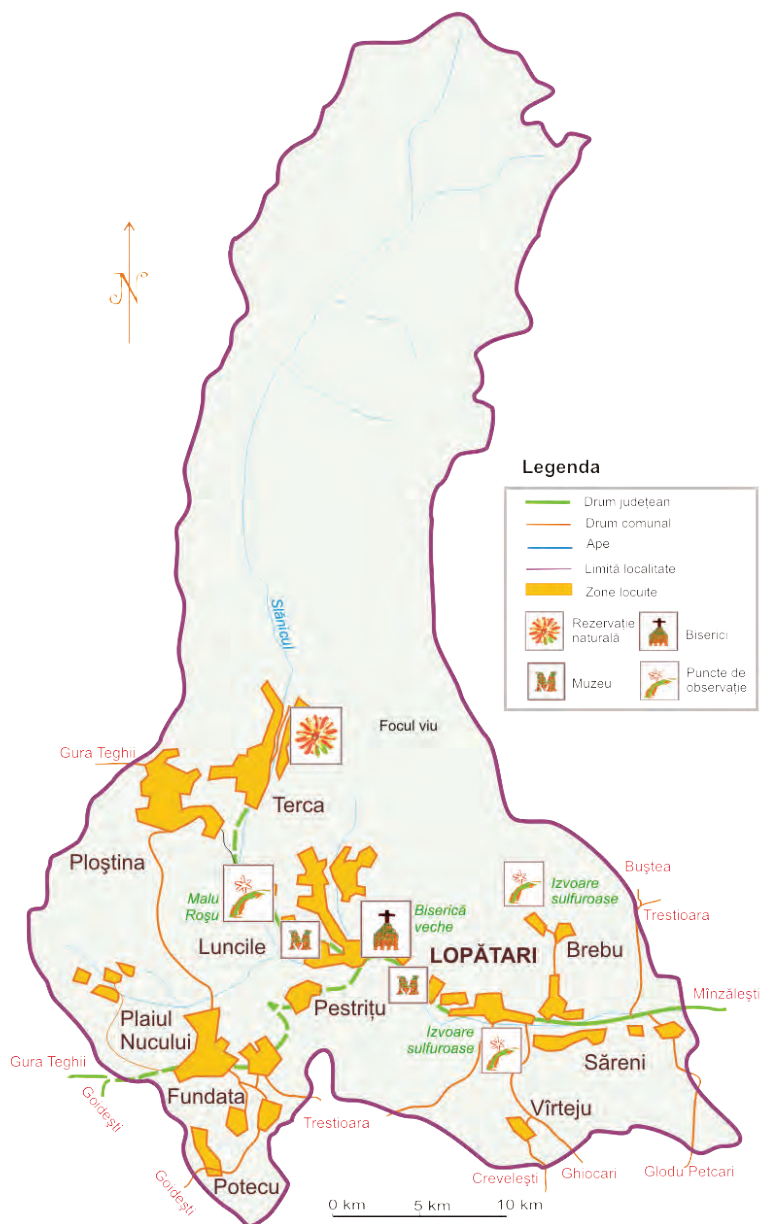 N
Legenda
Drum județean
Drum comunal
Ape
Limită localitate
Zone locuite
Rezervație
naturală
Biserici
M
Muzeu
Puncte de
observație
Slănicul
Focul viu
Gura Teghii
Terca
Ploștina
Malu
Roșu
Biserică
veche
Izvoare
sulfuroase
Buștea
Trestioara
Luncile
M
LOPĂTARI
Brebu
M
Mînzălești
Pestrițu
Plaiul
Nucului
Izvoare
sulfuroase
Săreni
Gura Teghii
Goidești
Fundata
Vîrteju
Trestioara
Goidești
Potecu
Crevelești
Ghiocari
Glodu Petcari
0 km 5 km 10 km